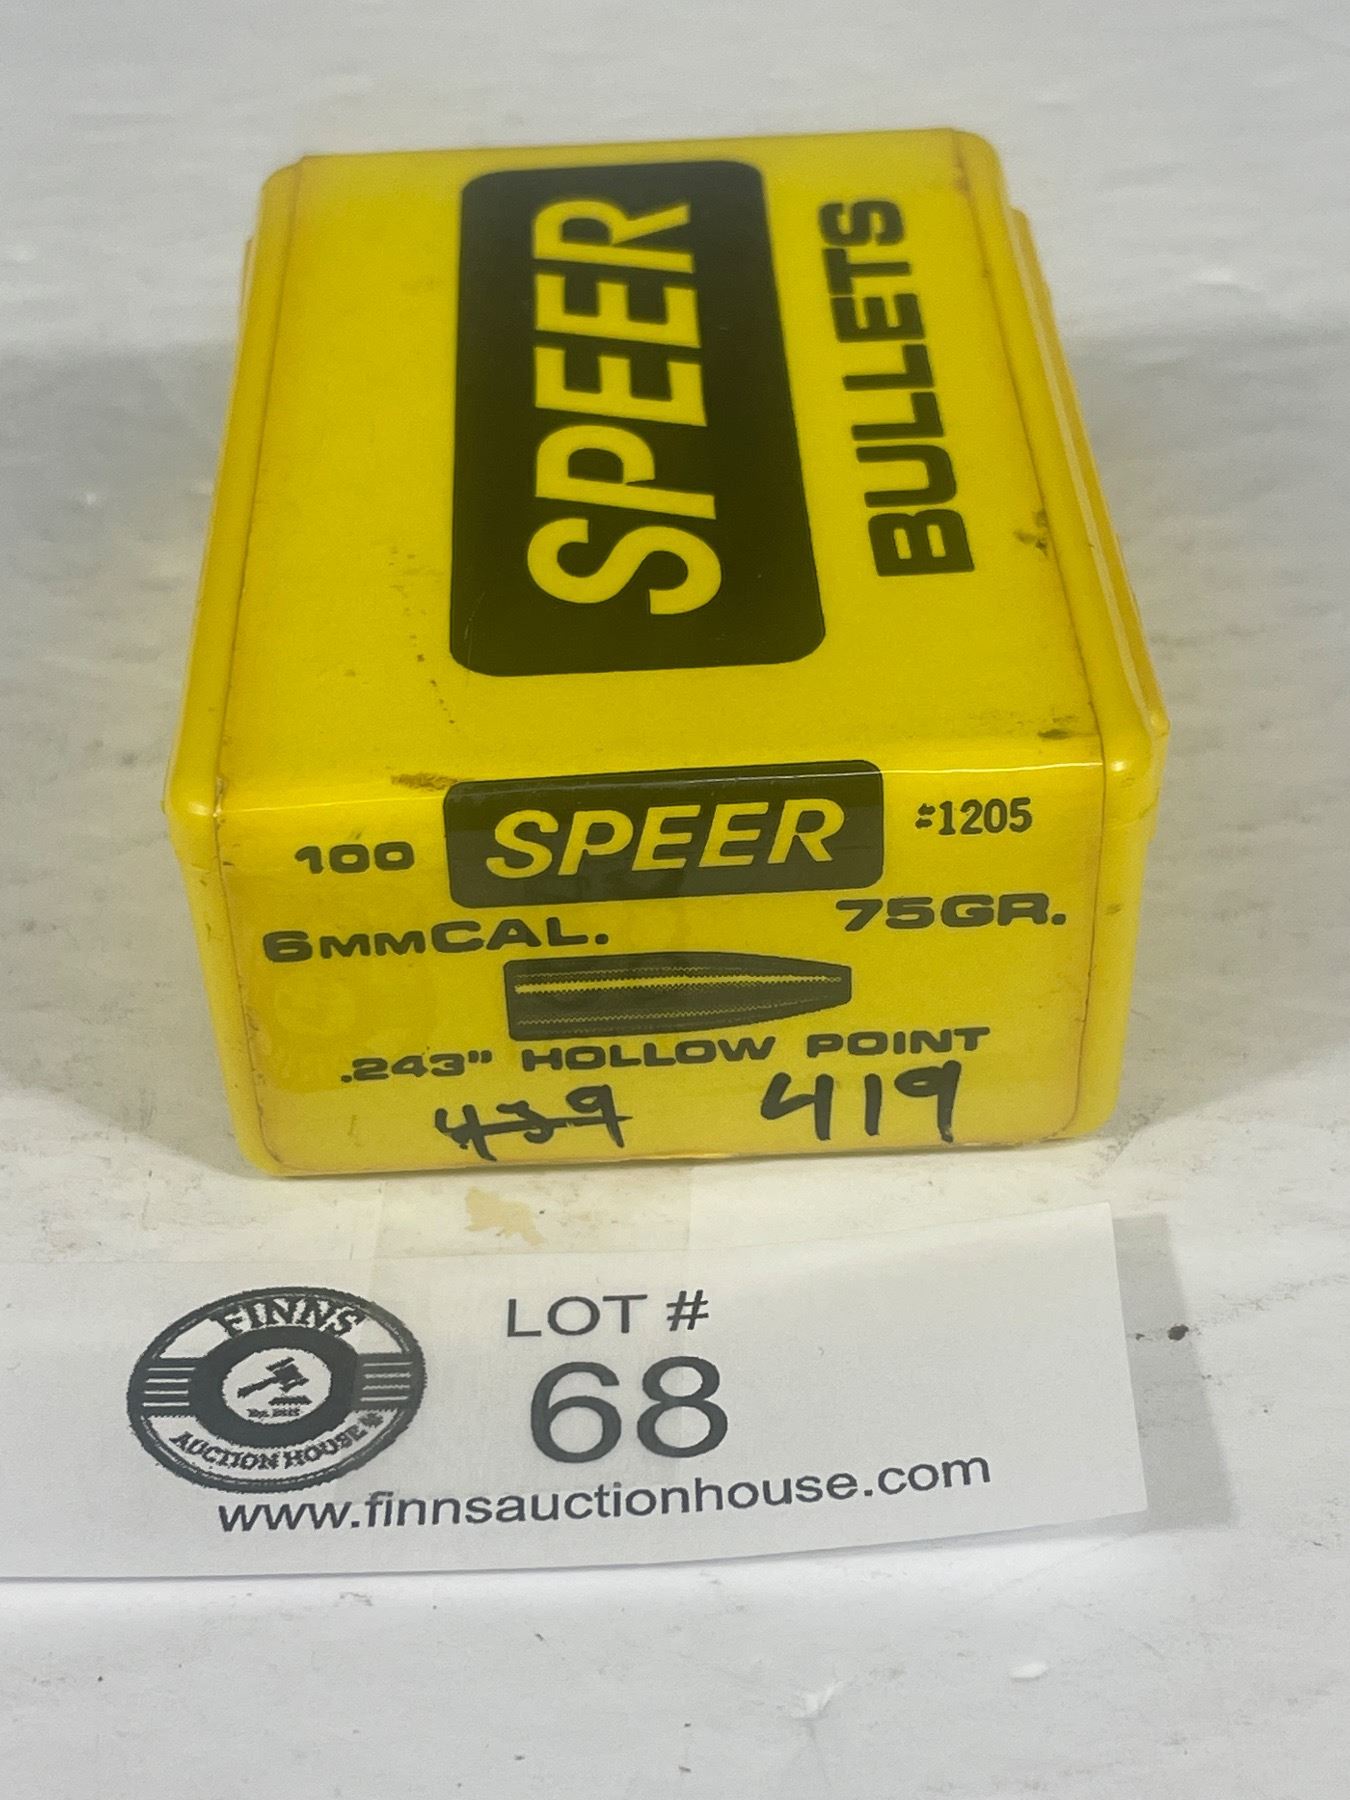 SPEER
BULLETS
100 SPEER #1205
6MMCAL. 75GR.
.243" HOLLOW POINT
419
FINNS
AUCTION HOUSE
LOT #
68
www.finnsauctionhouse.com